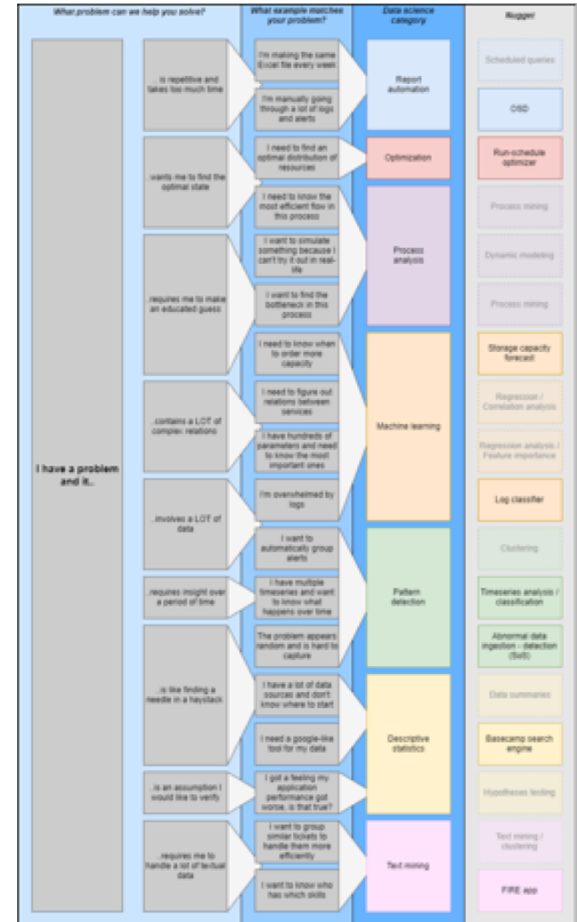 What problem can we help you solve?
What example matches
your problem?
Data science
category
Nugget
I have a problem
and it..
.. is repetitive and
takes too much time
..wants me to find the
optimal state
..requires me to make
an educated guess
..contains a LOT of
complex relations
..involves a LOT of
data
..requires insight over
a period of time
..is like finding a
needle in a haystack
..is an assumption I
would like to verify
..requires me to
handle a lot of textual
data
I'm making the same
Excel file every week
I'm manually going
through a lot of logs
and alerts
I need to find an
optimal distribution of
resources
I need to know the
most efficient flow in
this process
I want to simulate
something because I
can't try it out in real-
life
I want to find the
bottleneck in this
process
I need to know when
to order more
capacity
I need to figure out
relations between
services
I have hundreds of
parameters and need
to know the most
important ones
I'm overwhelmed by
logs
I want to
automatically group
alerts
I have multiple
timeseries and want
to know what
happens over time
The problem appears
random and is hard to
capture
I have a lot of data
sources and don't
know where to start
I need a google-like
tool for my data
I got a feeling my
application
performance got
worse, is that true?
I want to group
similar tickets to
handle them more
efficiently
I want to know who
has which skills
Report
automation
Optimization
Process
analysis
Machine learning
Pattern
detection
Descriptive
statistics
Text mining
Scheduled queries
OSD
Run-schedule
optimizer
Process mining
Dynamic modeling
Process mining
Storage capacity
forecast
Regression /
Correlation analysis
Regression analysis /
Feature importance
Log classifier
Clustering
Timeseries analysis /
classification
Abnormal data
ingestion - detection
(SoS)
Data summaries
Basecamp search
engine
Hypotheses testing
Text mining /
clustering
FIRE app